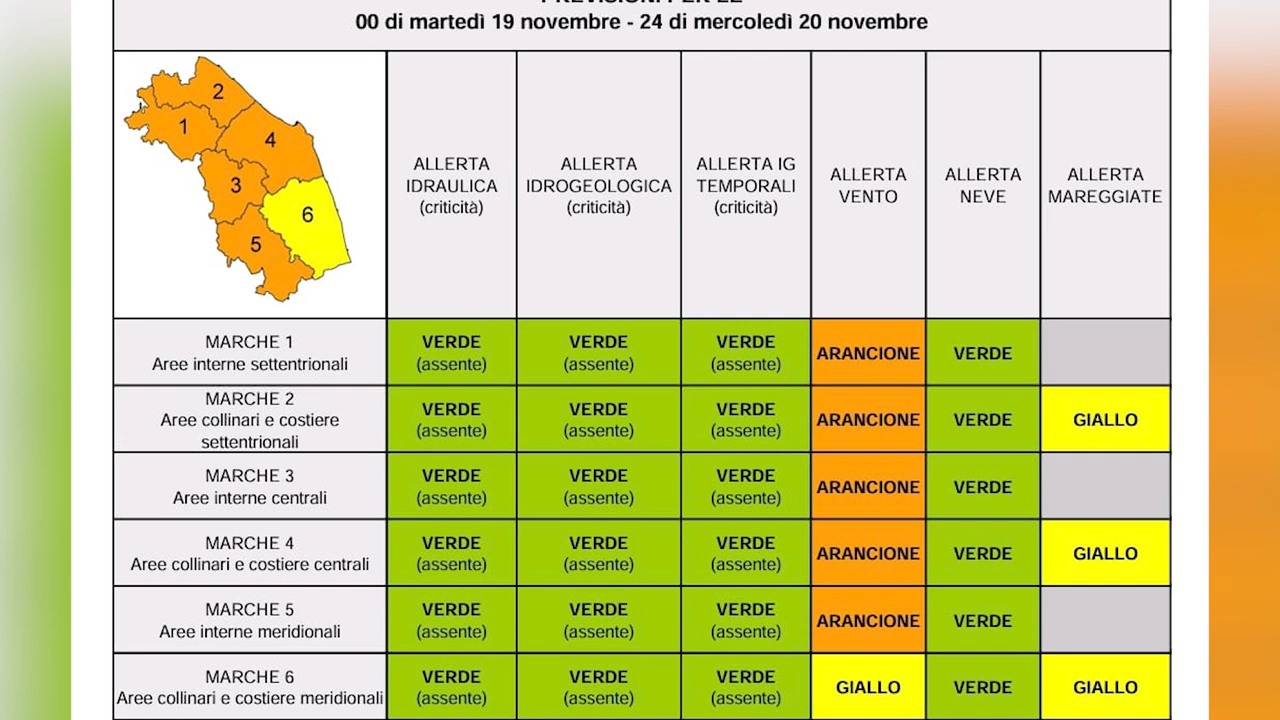 PREVISIONI PER LE
00 di martedì 19 novembre - 24 di mercoledì 20 novembre
2
1
4
3
6
5
ALLERTA
IDRAULICA
(criticità)
ALLERTA
IDROGEOLOGICA
(criticità)
ALLERTA IG
TEMPORALI
(criticità)
ALLERTA
VENTO
ALLERTA
NEVE
ALLERTA
MAREGGIATE
MARCHE 1
Aree interne settentrionali
VERDE
(assente)
VERDE
(assente)
VERDE
(assente)
ARANCIONE
VERDE
MARCHE 2
Aree collinari e costiere
settentrionali
VERDE
(assente)
VERDE
(assente)
VERDE
(assente)
ARANCIONE
VERDE
GIALLO
MARCHE 3
Aree interne centrali
VERDE
(assente)
VERDE
(assente)
VERDE
(assente)
ARANCIONE
VERDE
MARCHE 4
Aree collinari e costiere centrali
VERDE
(assente)
VERDE
(assente)
VERDE
(assente)
ARANCIONE
VERDE
GIALLO
MARCHE 5
Aree interne meridionali
VERDE
(assente)
VERDE
(assente)
VERDE
(assente)
ARANCIONE
VERDE
MARCHE 6
Aree collinari e costiere meridionali
VERDE
(assente)
VERDE
(assente)
VERDE
(assente)
GIALLO
VERDE
GIALLO